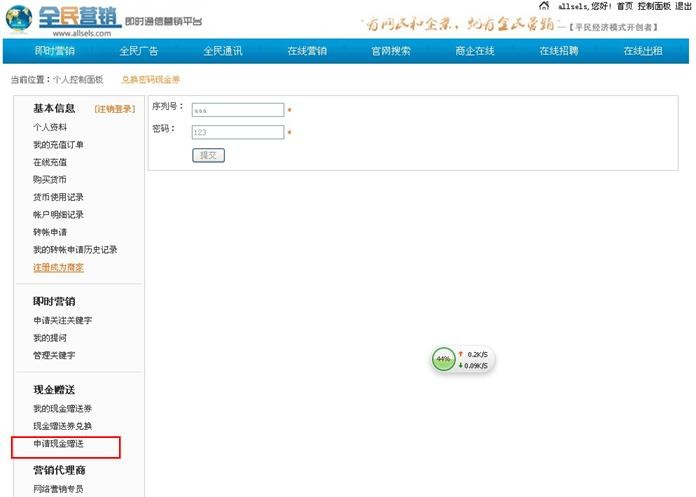 allsels,您好! 首页 控制面板 退出
全民营销 即时通信营销平台
www.allsels.com
"有网民和企业,就有全民营销"——【平民经济模式开创者】
即时营销 全民广告 全民通讯 在线营销 官网搜索 商企在线 在线招聘 在线出租
当前位置:个人控制面板 兑换密码现金券
基本信息 [注销登录]
个人资料
我的充值订单
在线充值
购买货币
货币使用记录
帐户明细记录
转帐申请
我的转帐申请历史记录
注册成为商家
即时营销
申请关注关键字
我的提问
管理关键字
现金赠送
我的现金赠送券
现金赠送券兑换
申请现金赠送
营销代理商
网络营销专员
序列号: aaa *
密码: 123 *
提交
44% ↑ 0.2K/S
↓ 0.09K/S